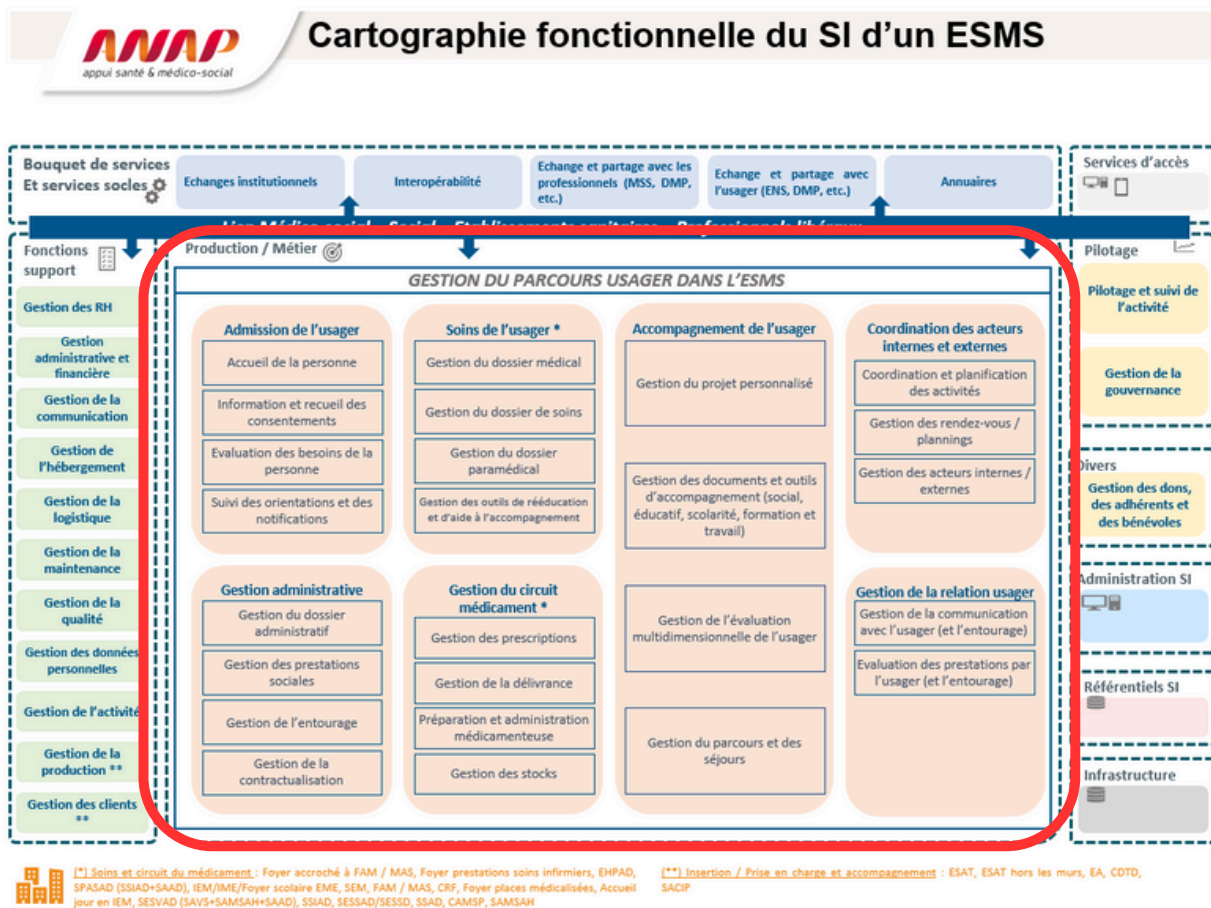 ANAP
appui santé & médico-social
Cartographie fonctionnelle du SI d'un ESMS
Bouquet de services
Et services socles
Echanges institutionnels
Interopérabilité
Echange et partage avec les
professionnels (MSS, DMP,
etc.)
Echange et partage avec
l'usager (ENS, DMP, etc.)
Annuaires
Services d'accès
Lien Médico-social – Social – Etablissements sanitaires – Professionnels libéraux
Fonctions
support
Gestion des RH
Gestion
administrative et
financière
Gestion de la
communication
Gestion de
l'hébergement
Gestion de la
logistique
Gestion de la
maintenance
Gestion de la
qualité
Gestion des données
personnelles
Gestion de l'activité
Gestion de la
production **
Gestion des clients
**
Production / Métier
GESTION DU PARCOURS USAGER DANS L'ESMS
Admission de l'usager
Accueil de la personne
Information et recueil des
consentements
Evaluation des besoins de la
personne
Suivi des orientations et des
notifications
Soins de l'usager *
Gestion du dossier médical
Gestion du dossier de soins
Gestion du dossier
paramédical
Gestion des outils de rééducation
et d'aide à l'accompagnement
Accompagnement de l'usager
Gestion du projet personnalisé
Gestion des documents et outils
d'accompagnement (social,
éducatif, scolarité, formation et
travail)
Gestion de l'évaluation
multidimensionnelle de l'usager
Gestion du parcours et des
séjours
Coordination des acteurs
internes et externes
Coordination et planification
des activités
Gestion des rendez-vous /
plannings
Gestion des acteurs internes /
externes
Gestion administrative
Gestion du dossier
administratif
Gestion des prestations
sociales
Gestion de l'entourage
Gestion de la
contractualisation
Gestion du circuit
médicament *
Gestion des prescriptions
Gestion de la délivrance
Préparation et administration
médicamenteuse
Gestion des stocks
Gestion de la relation usager
Gestion de la communication
avec l'usager (et l'entourage)
Evaluation des prestations par
l'usager (et l'entourage)
Pilotage
Pilotage et suivi de
l'activité
Gestion de la
gouvernance
Divers
Gestion des dons,
des adhérents et
des bénévoles
Administration SI
Référentiels SI
Infrastructure
(*) Soins et circuit du médicament : Foyer accroché à FAM / MAS, Foyer prestations soins infirmiers, EHPAD,
SPASAD (SSIAD+SAAD), IEM/IME/Foyer scolaire EME, SEM, FAM / MAS, CRF, Foyer places médicalisées, Accueil
jour en IEM, SESVAD (SAVS+SAMSAH+SAAD), SSIAD, SESSAD/SESSD, SSAD, CAMSP, SAMSAH
(**) Insertion / Prise en charge et accompagnement : ESAT, ESAT hors les murs, EA, CDTD,
SACIP